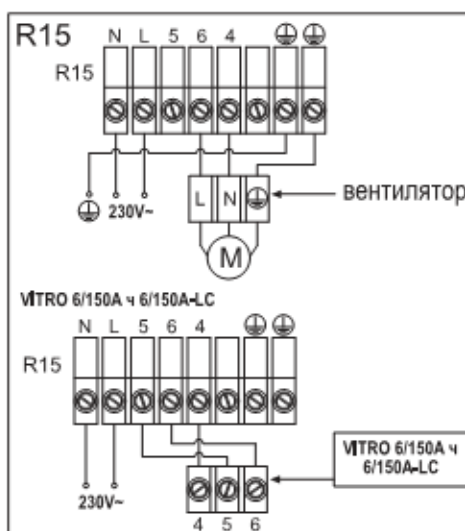 R15
N L 5 6 4 ⏚ ⏚
R15
L N ⏚
вентилятор
⏚ 230V~
M
VITRO 6/150A ч 6/150A-LC
N L 5 6 4 ⏚ ⏚
R15
VITRO 6/150A ч
6/150A-LC
230V~
4 5 6